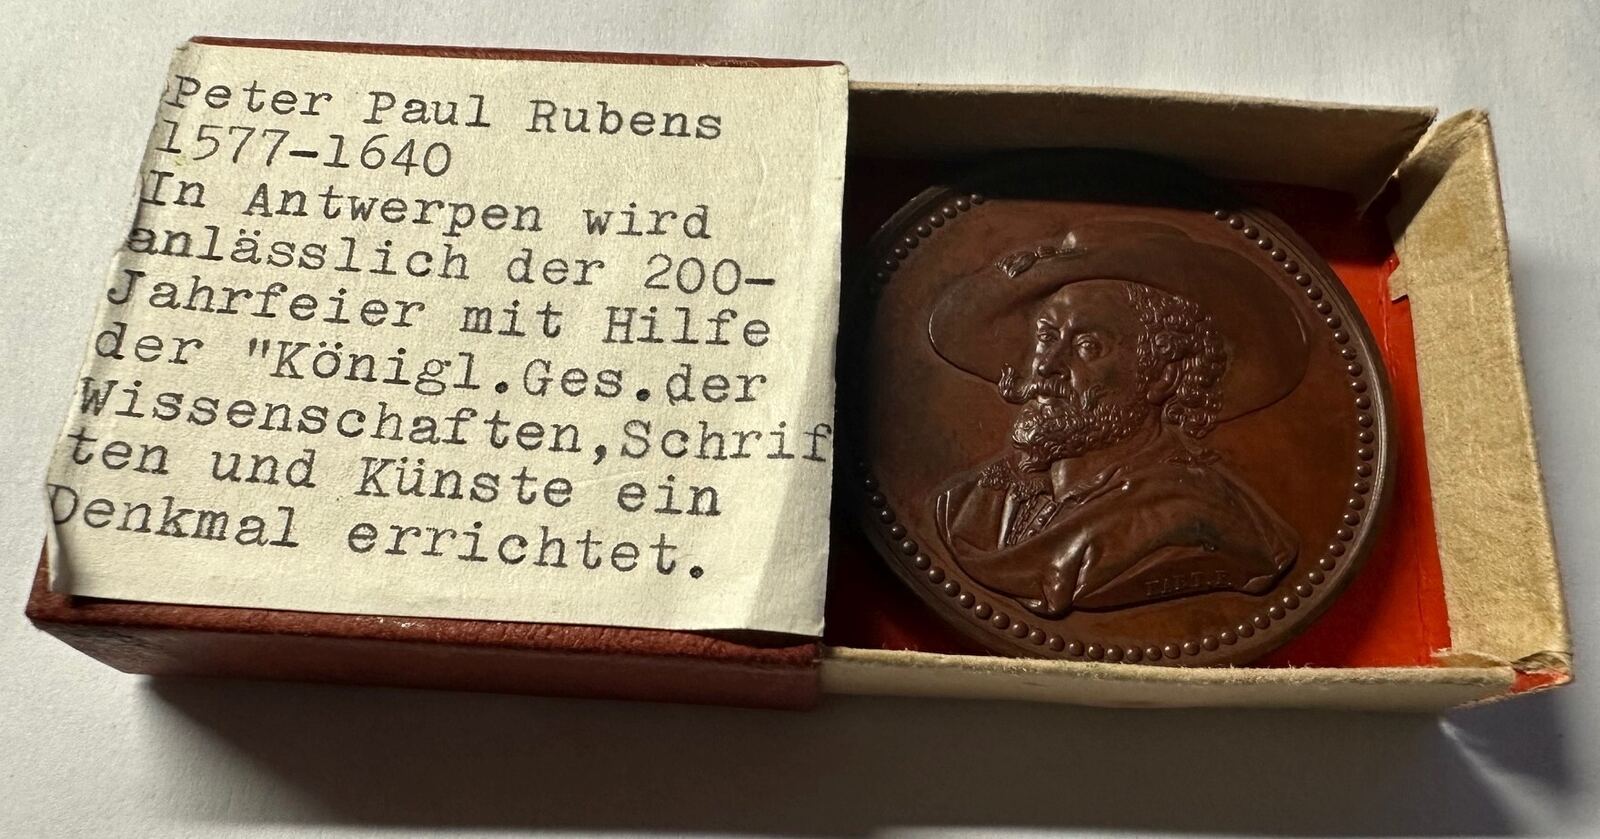 Peter Paul Rubens
1577-1640
In Antwerpen wird
anlässlich der 200-
Jahrfeier mit Hilfe
der "Königl.Ges.der
Wissenschaften,Schrif
ten und Künste ein
Denkmal errichtet.